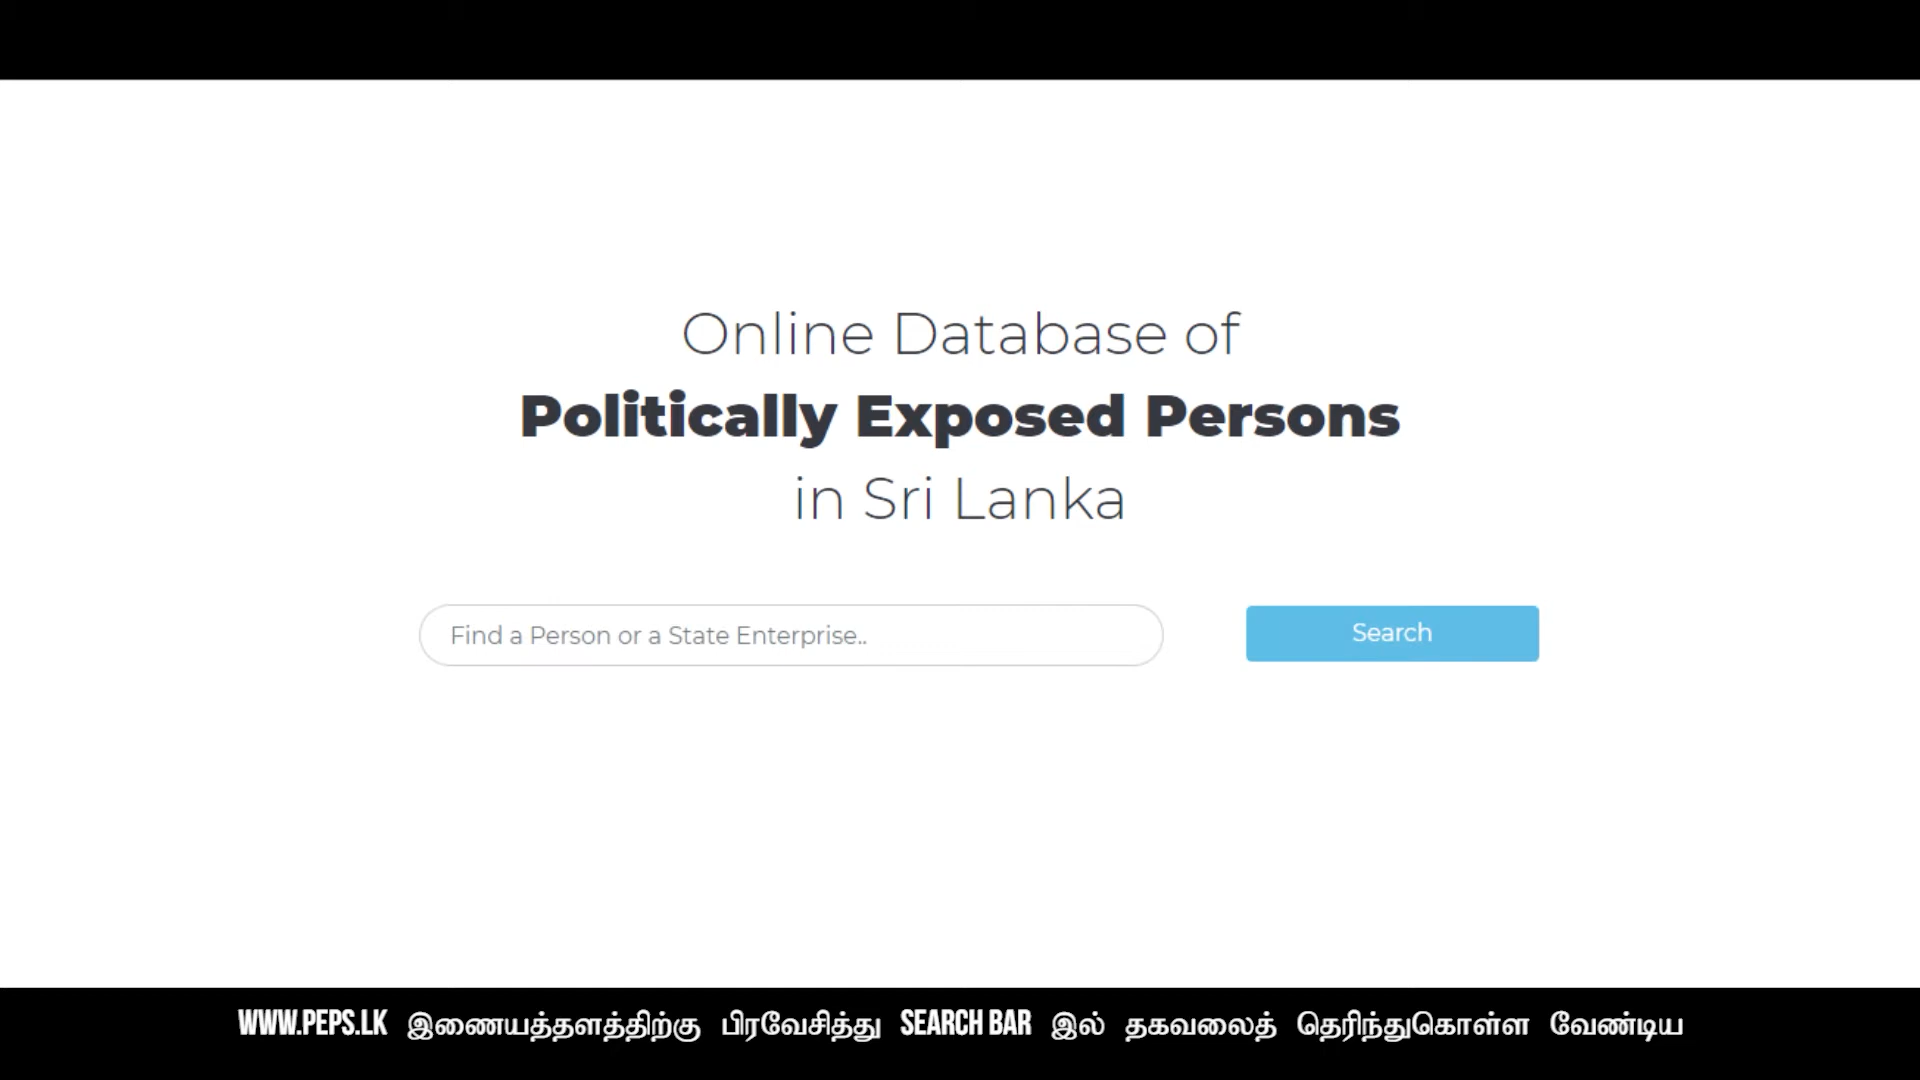 Online Database of
Politically Exposed Persons
in Sri Lanka
Find a Person or a State Enterprise..
Search
WWW.PEPS.LK இணையத்தளத்திற்கு பிரவேசித்து SEARCH BAR இல் தகவலைத் தெரிந்துகொள்ள வேண்டிய